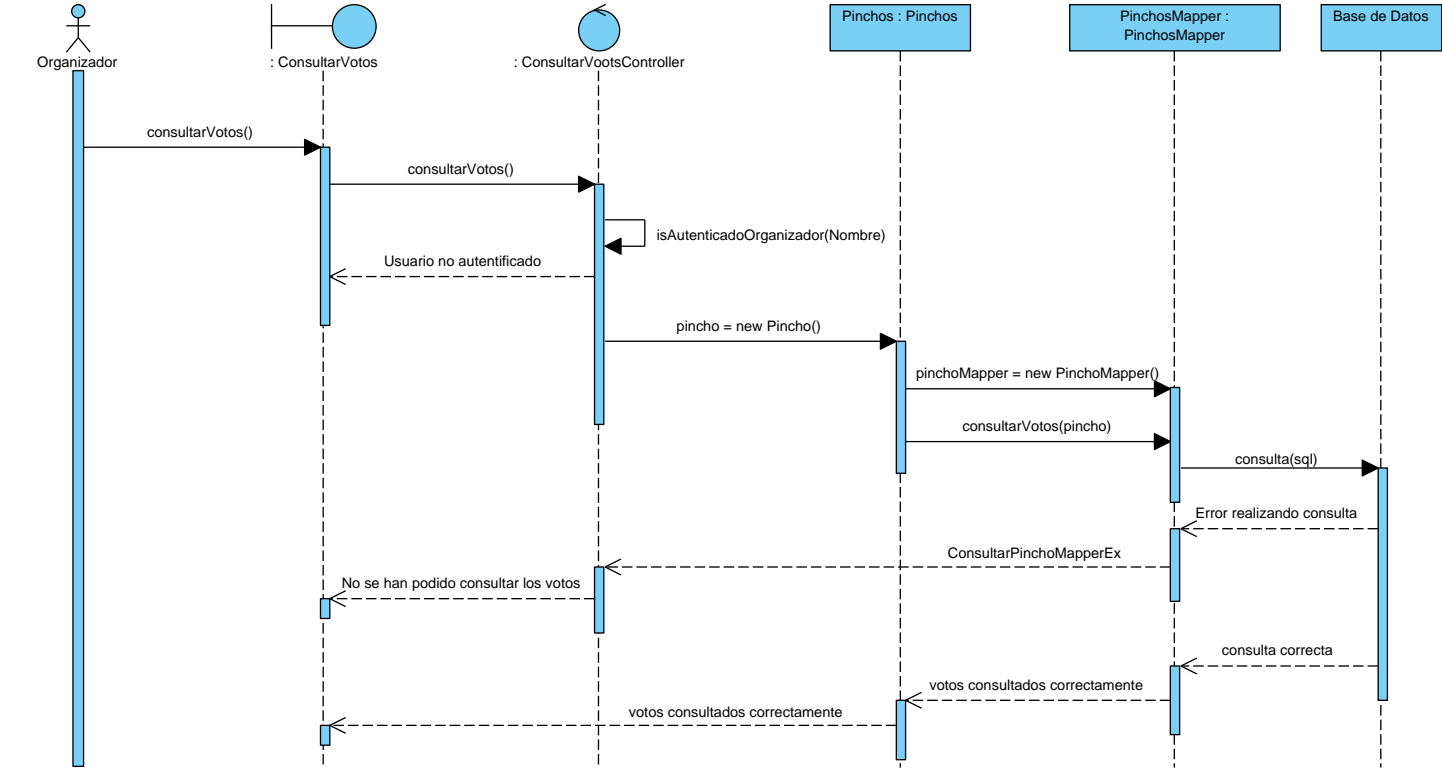 Pinchos : Pinchos
PinchosMapper :
PinchosMapper
Base de Datos
Organizador
: ConsultarVotos
: ConsultarVootsController
consultarVotos()
consultarVotos()
isAutenticadoOrganizador(Nombre)
Usuario no autentificado
pincho = new Pincho()
pinchoMapper = new PinchoMapper()
consultarVotos(pincho)
consulta(sql)
Error realizando consulta
ConsultarPinchoMapperEx
No se han podido consultar los votos
consulta correcta
votos consultados correctamente
votos consultados correctamente